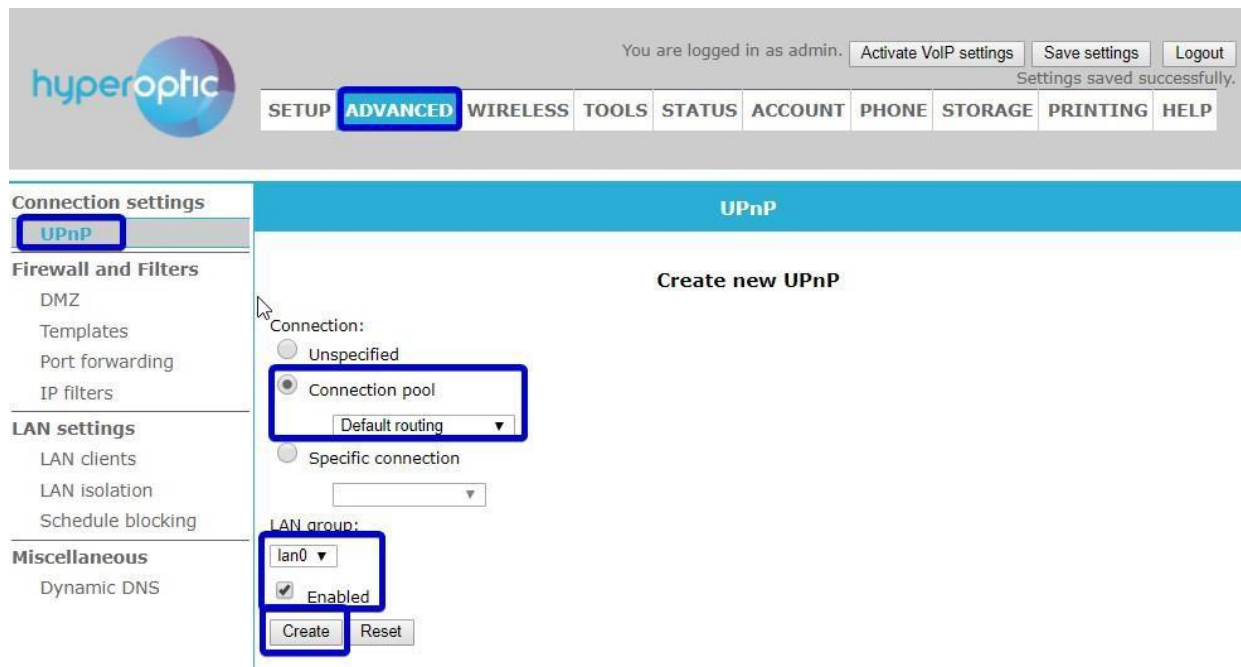 hyperoptic
You are logged in as admin. Activate VoIP settings Save settings Logout
Settings saved successfully.
SETUP ADVANCED WIRELESS TOOLS STATUS ACCOUNT PHONE STORAGE PRINTING HELP
Connection settings
UPnP
Firewall and Filters
DMZ
Templates
Port forwarding
IP filters
LAN settings
LAN clients
LAN isolation
Schedule blocking
Miscellaneous
Dynamic DNS
UPnP
Create new UPnP
Connection:
Unspecified
Connection pool
Default routing
Specific connection
LAN group:
lan0
Enabled
Create Reset